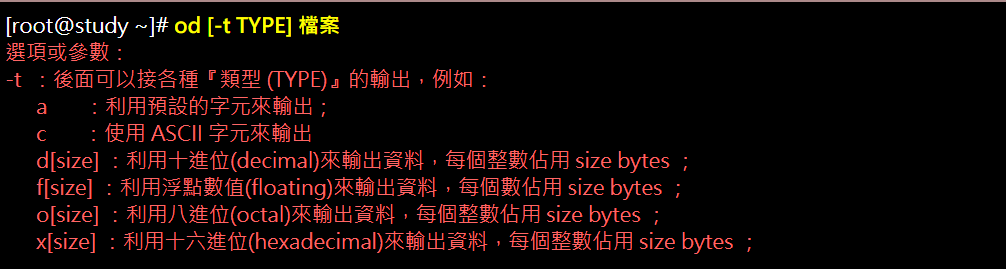 [root@study ~]# od [-t TYPE] 檔案
選項或參數：
-t ：後面可以接各種『類型 (TYPE)』的輸出，例如：
a ：利用預設的字元來輸出；
c ：使用 ASCII 字元來輸出
d[size] ：利用十進位(decimal)來輸出資料，每個整數佔用 size bytes ；
f[size] ：利用浮點數值(floating)來輸出資料，每個數佔用 size bytes ；
o[size] ：利用八進位(octal)來輸出資料，每個整數佔用 size bytes ；
x[size] ：利用十六進位(hexadecimal)來輸出資料，每個整數佔用 size bytes ；